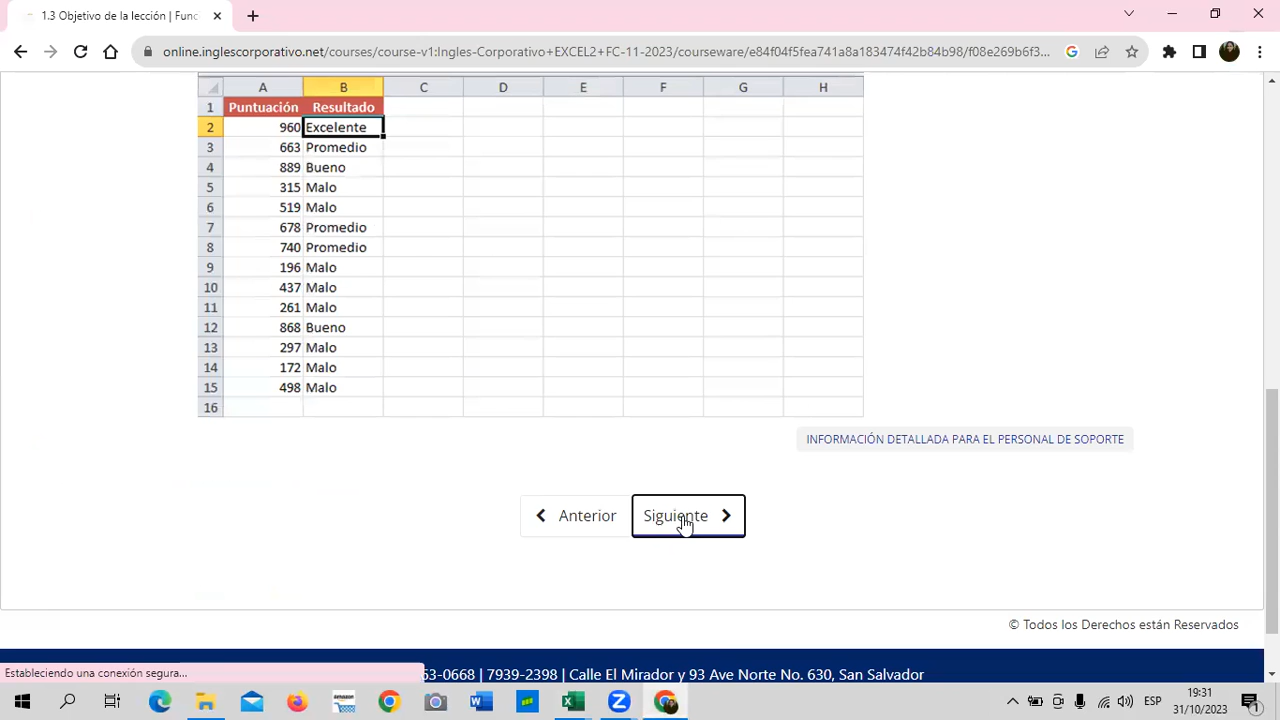 1.3 Objetivo de la lección | Func
online.inglescorporativo.net/courses/course-v1:Ingles-Corporativo+EXCEL2+FC-11-2023/courseware/e84f04f5fea741a8a183474f42b84b98/f08e269b6f3...
A B C D E F G H
1 Puntuación Resultado
2 960 Excelente
3 663 Promedio
4 889 Bueno
5 315 Malo
6 519 Malo
7 678 Promedio
8 740 Promedio
9 196 Malo
10 437 Malo
11 261 Malo
12 868 Bueno
13 297 Malo
14 172 Malo
15 498 Malo
16
INFORMACIÓN DETALLADA PARA EL PERSONAL DE SOPORTE
Anterior Siguiente
© Todos los Derechos están Reservados
Estableciendo una conexión segura... 63-0668 | 7939-2398 | Calle El Mirador y 93 Ave Norte No. 630, San Salvador
ESP 19:31
31/10/2023